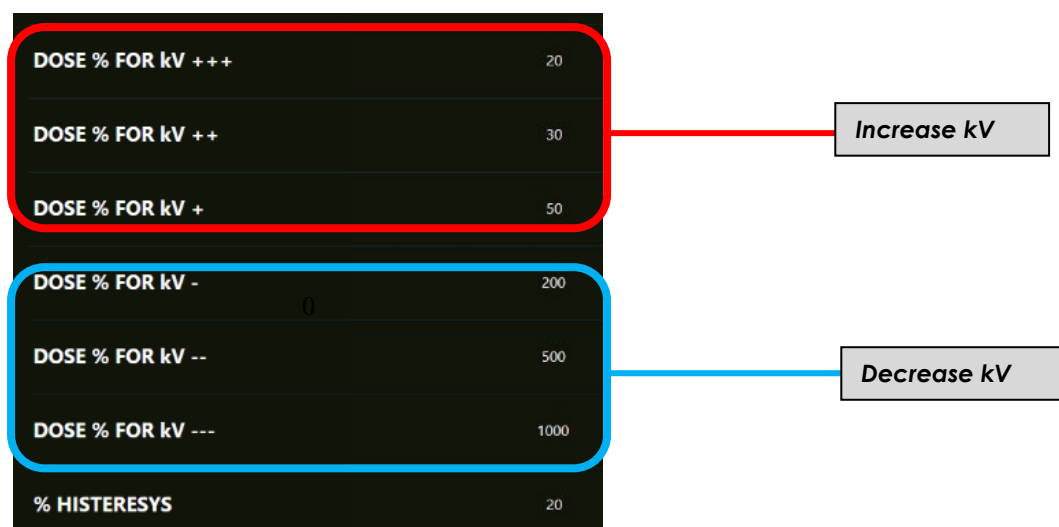 DOSE % FOR kV +++ 20
DOSE % FOR kV ++ 30
Increase kV
DOSE % FOR kV + 50
DOSE % FOR kV - 200
0
DOSE % FOR kV -- 500
Decrease kV
DOSE % FOR kV --- 1000
% HISTERESYS 20